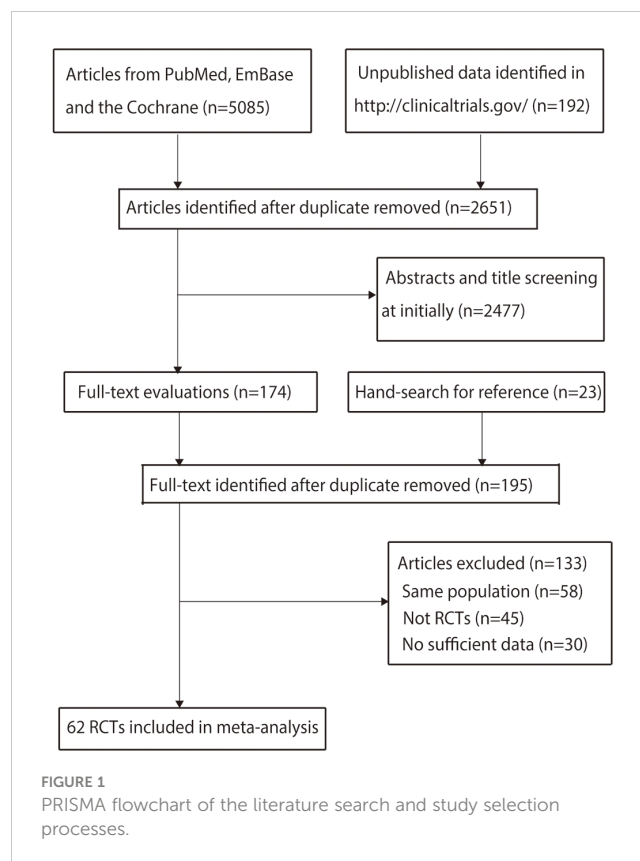 Articles from PubMed, EmBase
and the Cochrane (n=5085)
Unpublished data identified in
http://clinicaltrials.gov/ (n=192)
Articles identified after duplicate removed (n=2651)
Abstracts and title screening
at initially (n=2477)
Full-text evaluations (n=174)
Hand-search for reference (n=23)
Full-text identified after duplicate removed (n=195)
Articles excluded (n=133)
Same population (n=58)
Not RCTs (n=45)
No sufficient data (n=30)
62 RCTs included in meta-analysis
FIGURE 1
PRISMA flowchart of the literature search and study selection
processes.